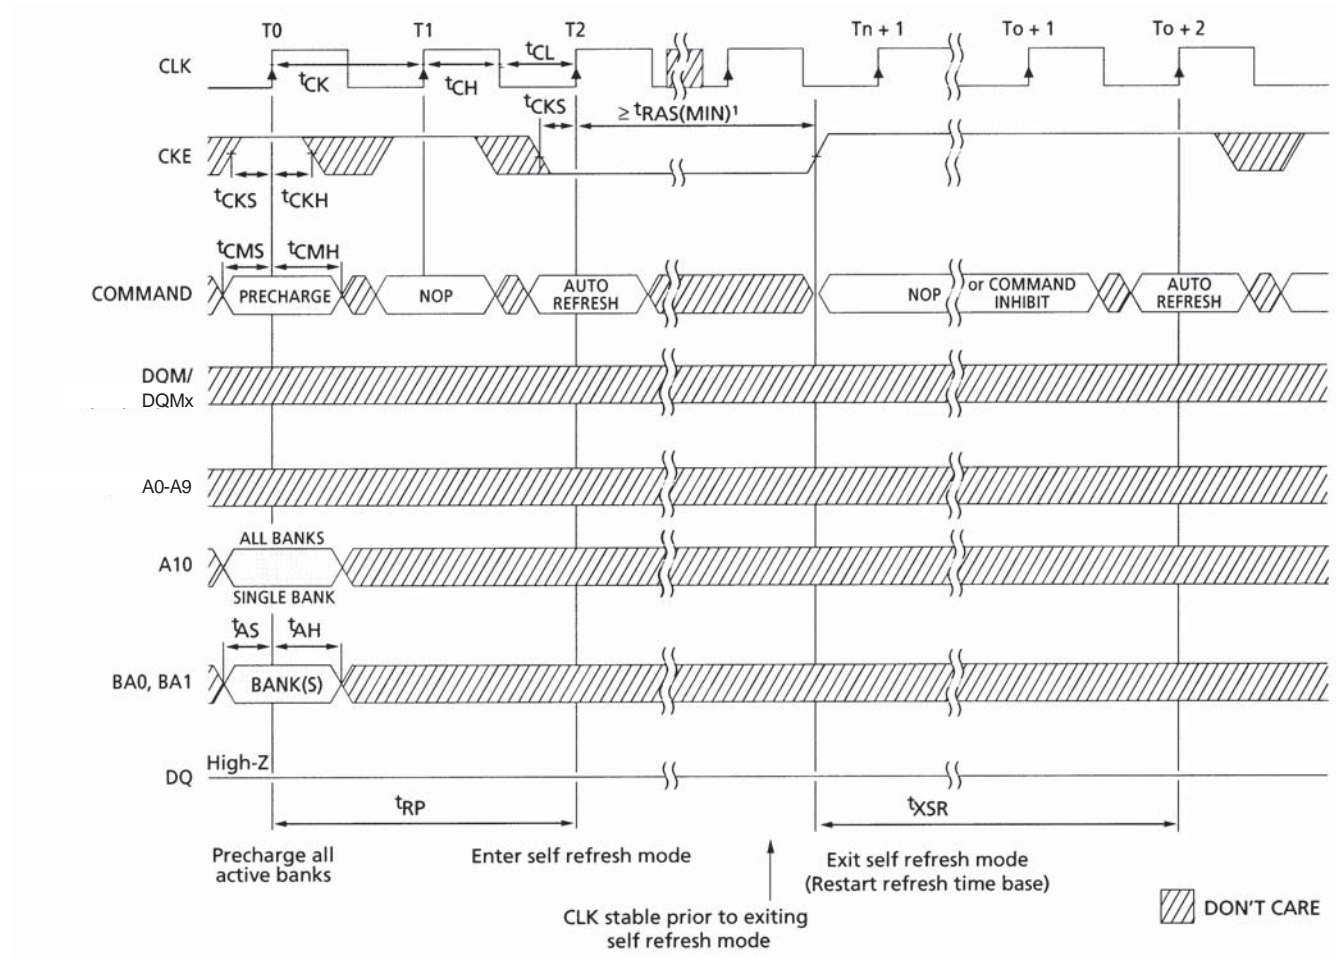 T0 T1 T2 Tn + 1 To + 1 To + 2
CLK
tCK
tCH
tCL
tCKS
≥ tRAS(MIN)¹
CKE
tCKS
tCKH
tCMS
tCMH
COMMAND
PRECHARGE
NOP
AUTO
REFRESH
NOP or COMMAND
INHIBIT
AUTO
REFRESH
DQM/
DQMx
A0-A9
ALL BANKS
A10
SINGLE BANK
tAS
tAH
BA0, BA1
BANK(S)
High-Z
DQ
tRP
tXSR
Precharge all
active banks
Enter self refresh mode
Exit self refresh mode
(Restart refresh time base)
CLK stable prior to exiting
self refresh mode
DON'T CARE